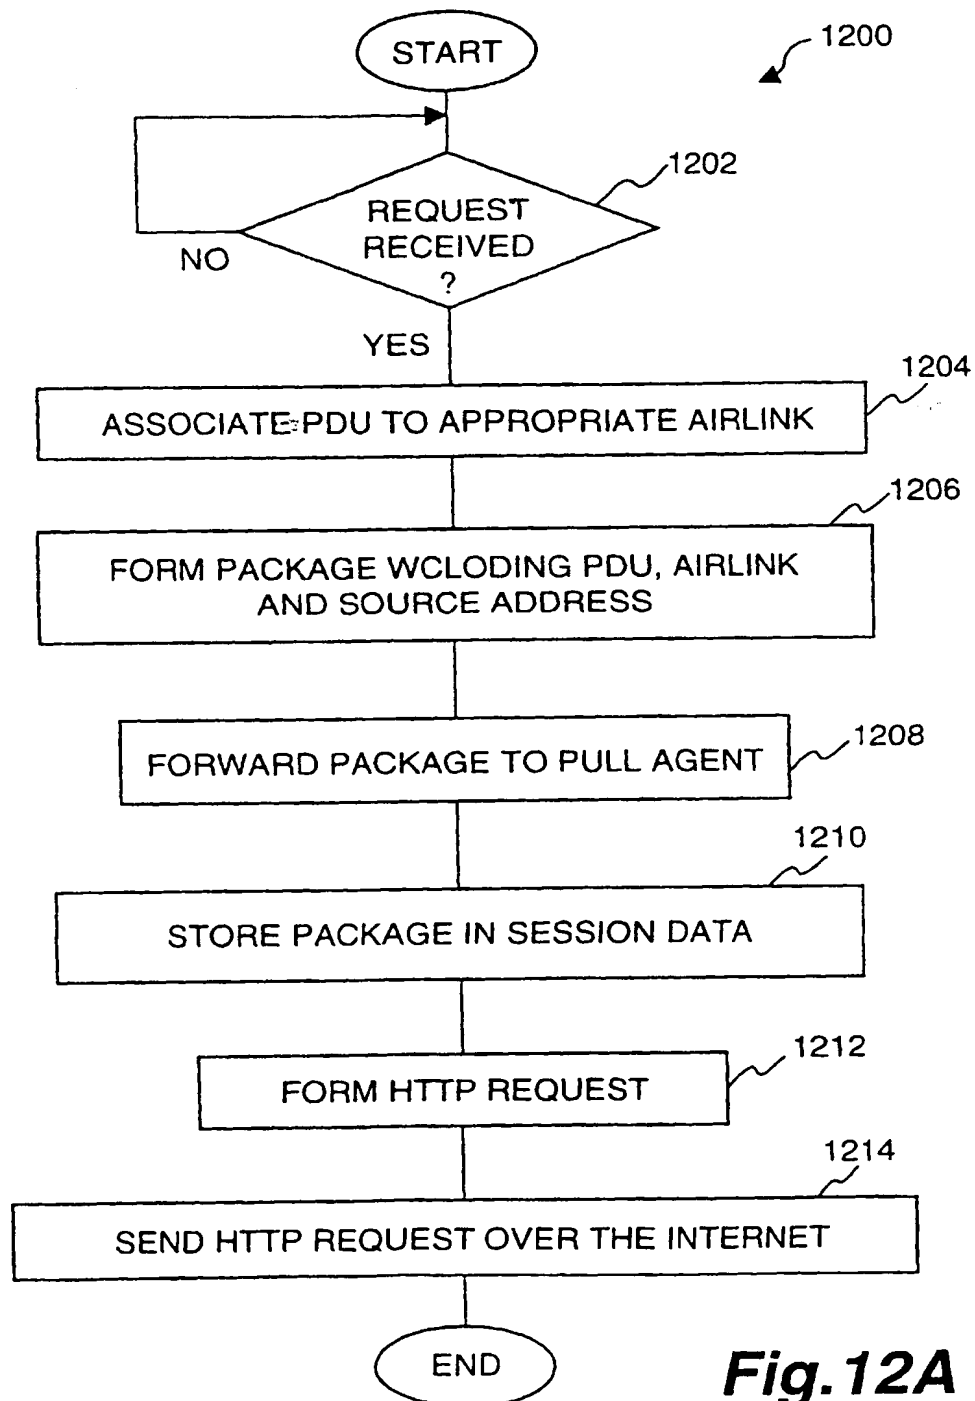 START
1200
1202
REQUEST
RECEIVED
?
NO
YES
1204
ASSOCIATE PDU TO APPROPRIATE AIRLINK
1206
FORM PACKAGE WCLODING PDU, AIRLINK
AND SOURCE ADDRESS
1208
FORWARD PACKAGE TO PULL AGENT
1210
STORE PACKAGE IN SESSION DATA
1212
FORM HTTP REQUEST
1214
SEND HTTP REQUEST OVER THE INTERNET
END
Fig.12A